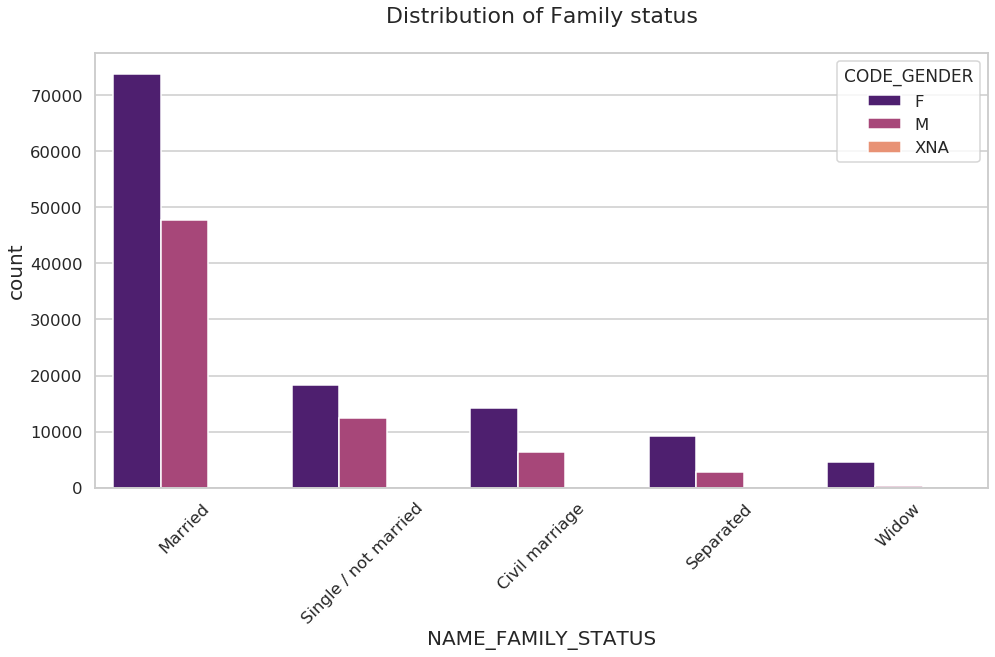 Distribution of Family status
CODE_GENDER
F
M
XNA
count
70000
60000
50000
40000
30000
20000
10000
0
Married
Single / not married
Civil marriage
Separated
Widow
NAME_FAMILY_STATUS